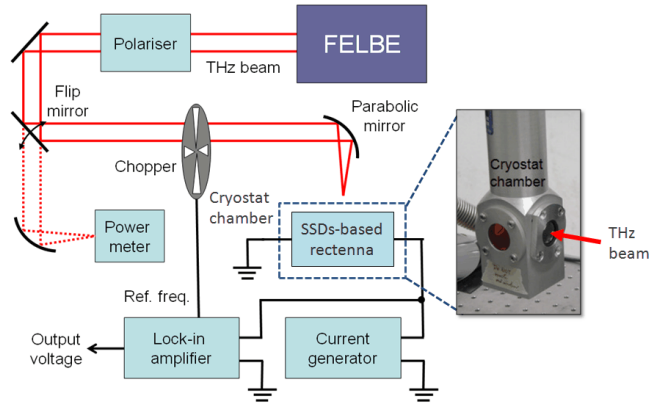 Polariser
FELBE
THz beam
Flip
mirror
Parabolic
mirror
Chopper
Cryostat
chamber
Cryostat
chamber
SSDs-based
rectenna
THz
beam
Power
meter
Ref. freq.
Output
voltage
Lock-in
amplifier
Current
generator